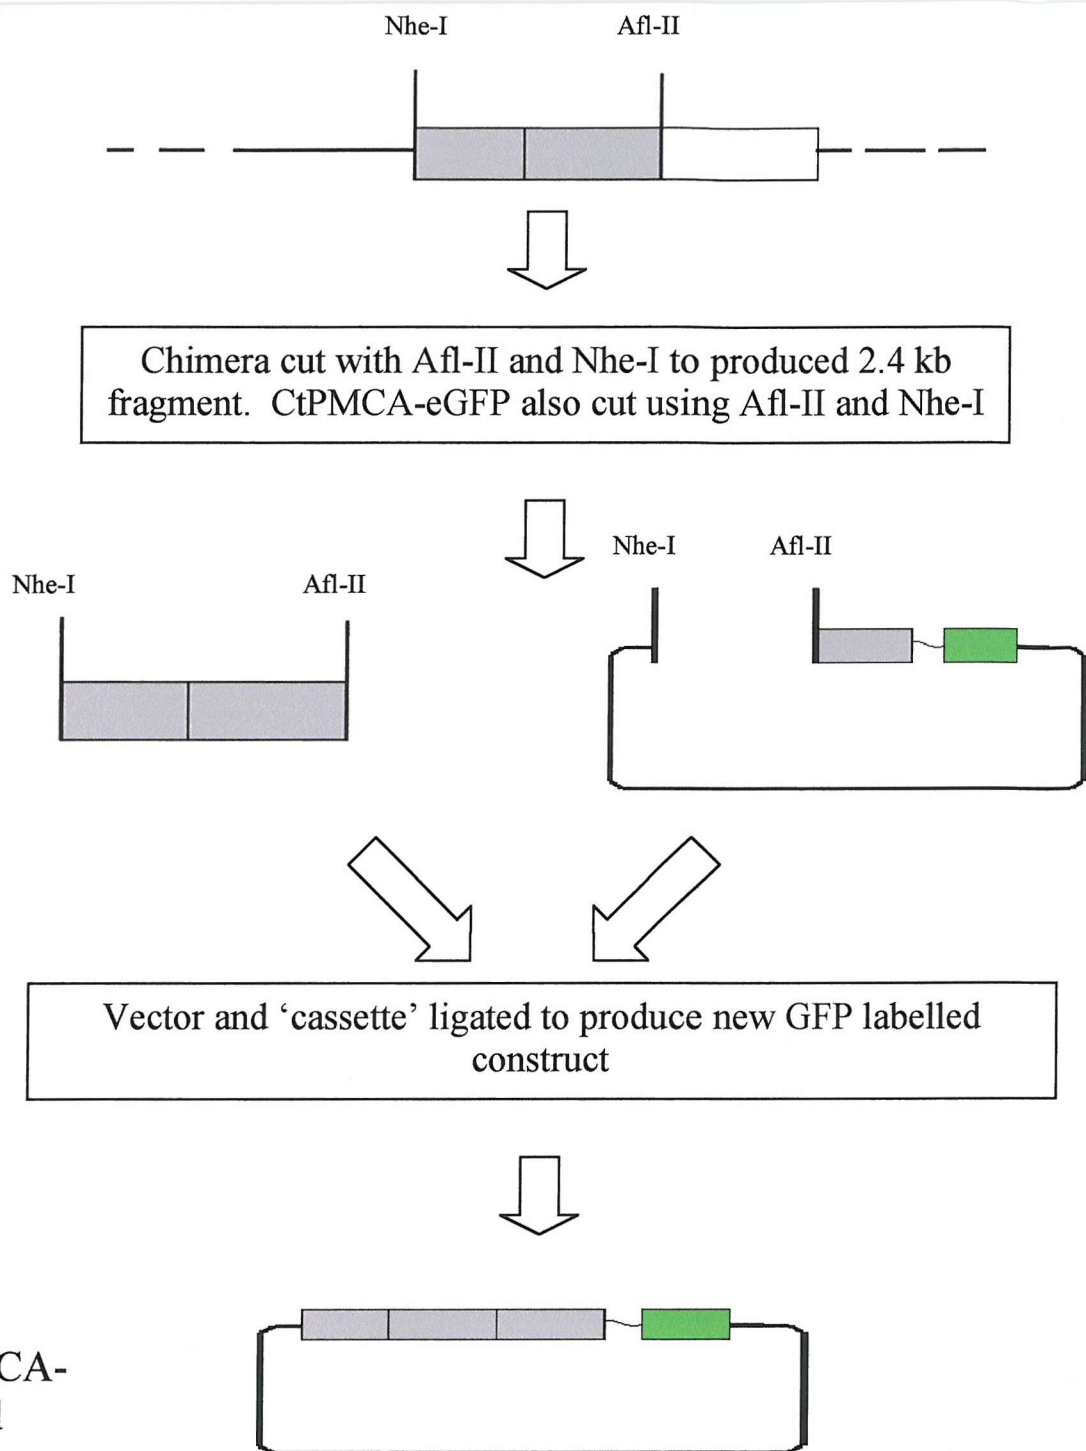 Nhe-I Afl-II
Chimera cut with Afl-II and Nhe-I to produced 2.4 kb
fragment. CtPMCA-eGFP also cut using Afl-II and Nhe-I
Nhe-I Afl-II
Nhe-I Afl-II
Vector and ‘cassette’ ligated to produce new GFP labelled
construct
CA-